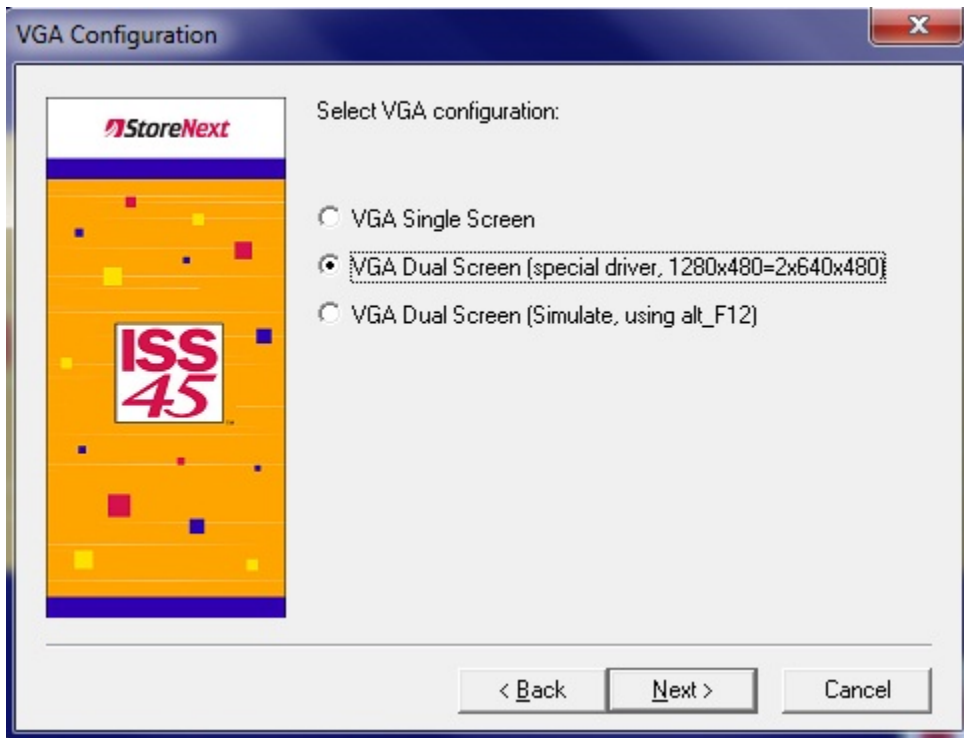 VGA Configuration
StoreNext
ISS
45
™
Select VGA configuration:
VGA Single Screen
VGA Dual Screen (special driver, 1280x480=2x640x480)
VGA Dual Screen (Simulate, using alt_F12)
< Back
Next >
Cancel